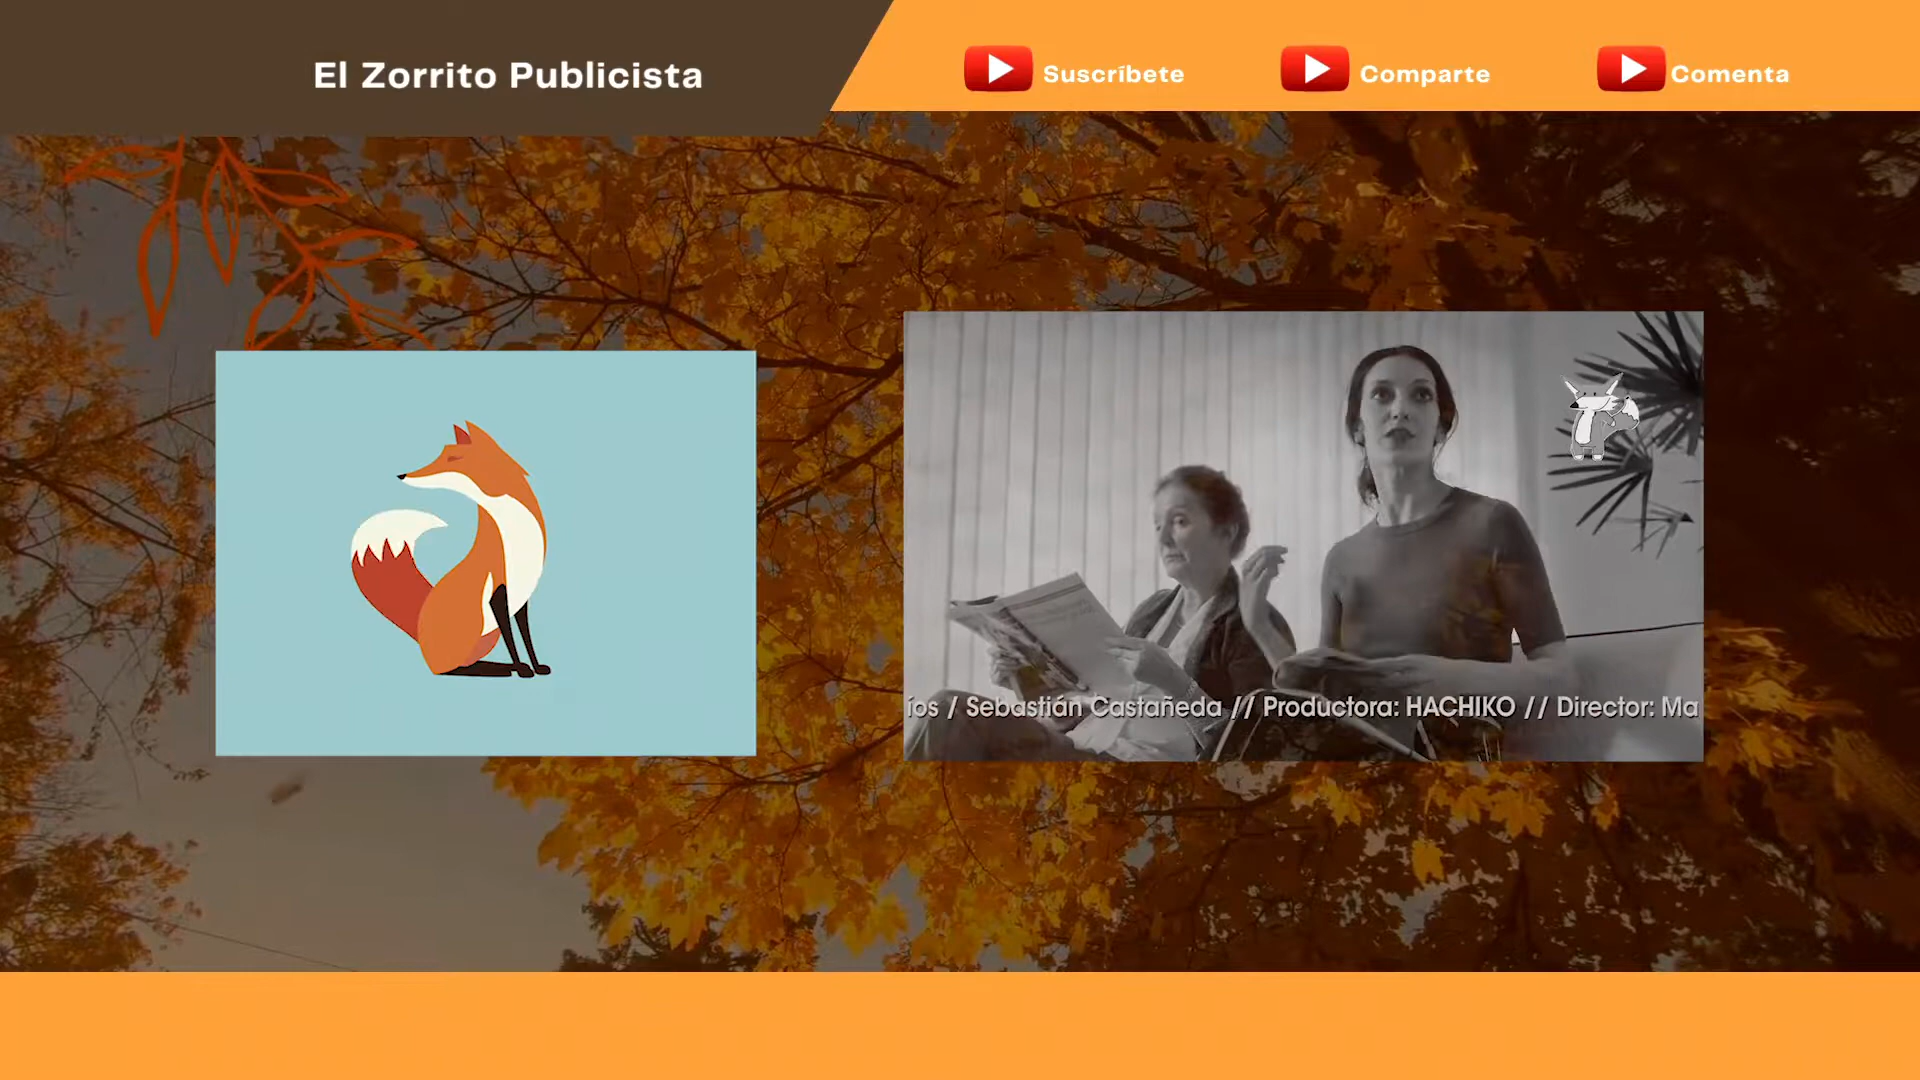 El Zorrito Publicista
Suscríbete
Comparte
Comenta
íos / Sebastián Castañeda // Productora: HACHIKO // Director: Ma